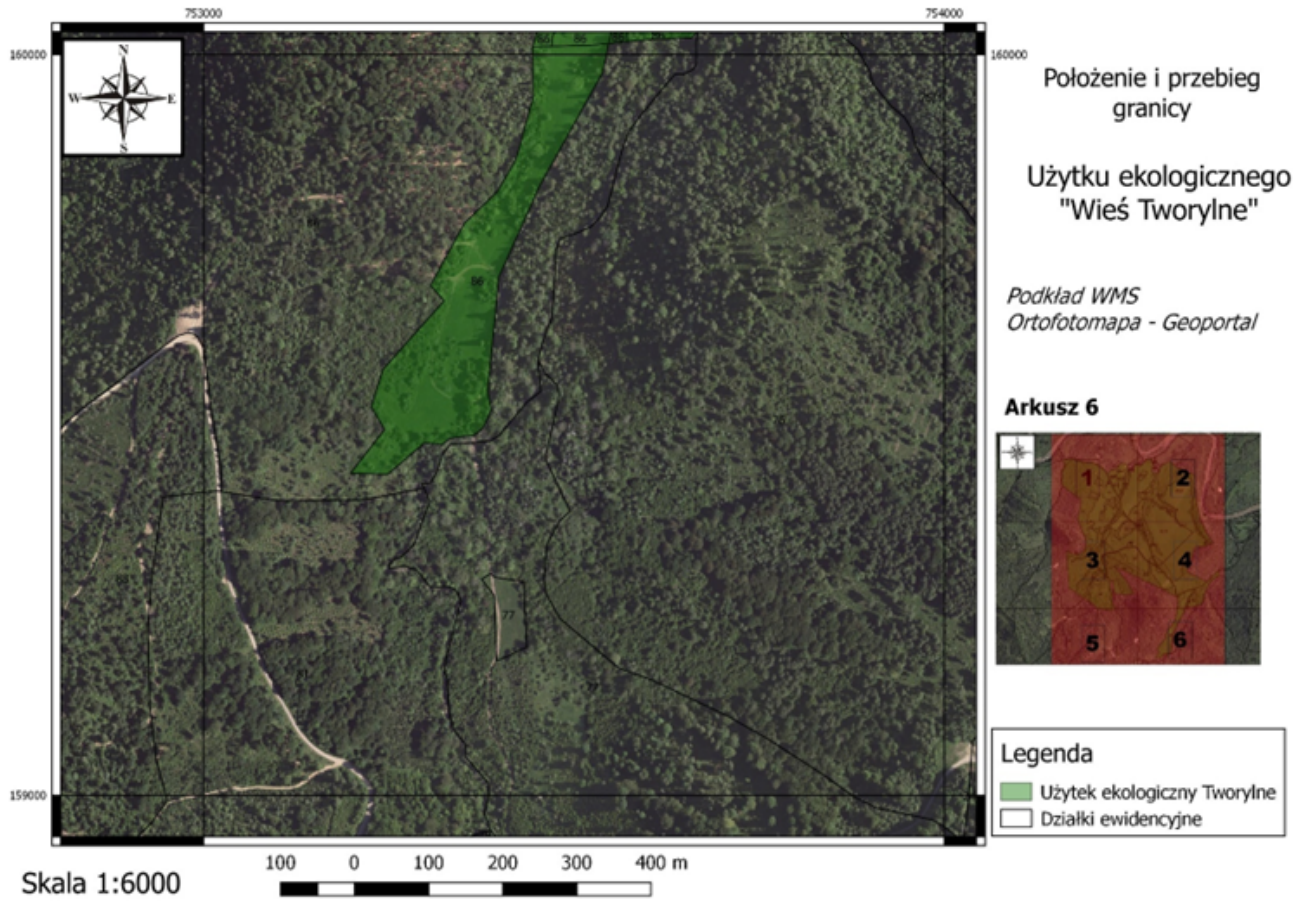 753000
754000
160000
160000
N
W
E
S
Położenie i przebieg
granicy
Użytku ekologicznego
"Wieś Tworylne"
Podkład WMS
Ortofotomapa - Geoportal
Arkusz 6
1
2
3
4
5
6
66
77
159000
159000
Legenda
Użytek ekologiczny Tworylne
Działki ewidencyjne
100 0 100 200 300 400 m
Skala 1:6000